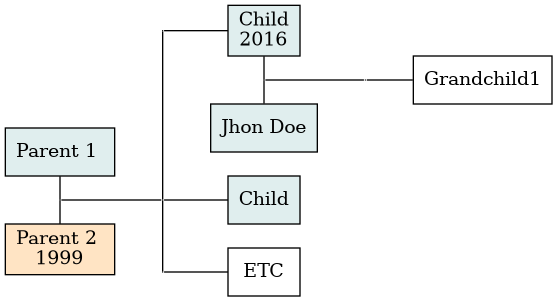 Child
2016
Grandchild1
Jhon Doe
Parent 1
Child
Parent 2
1999
ETC